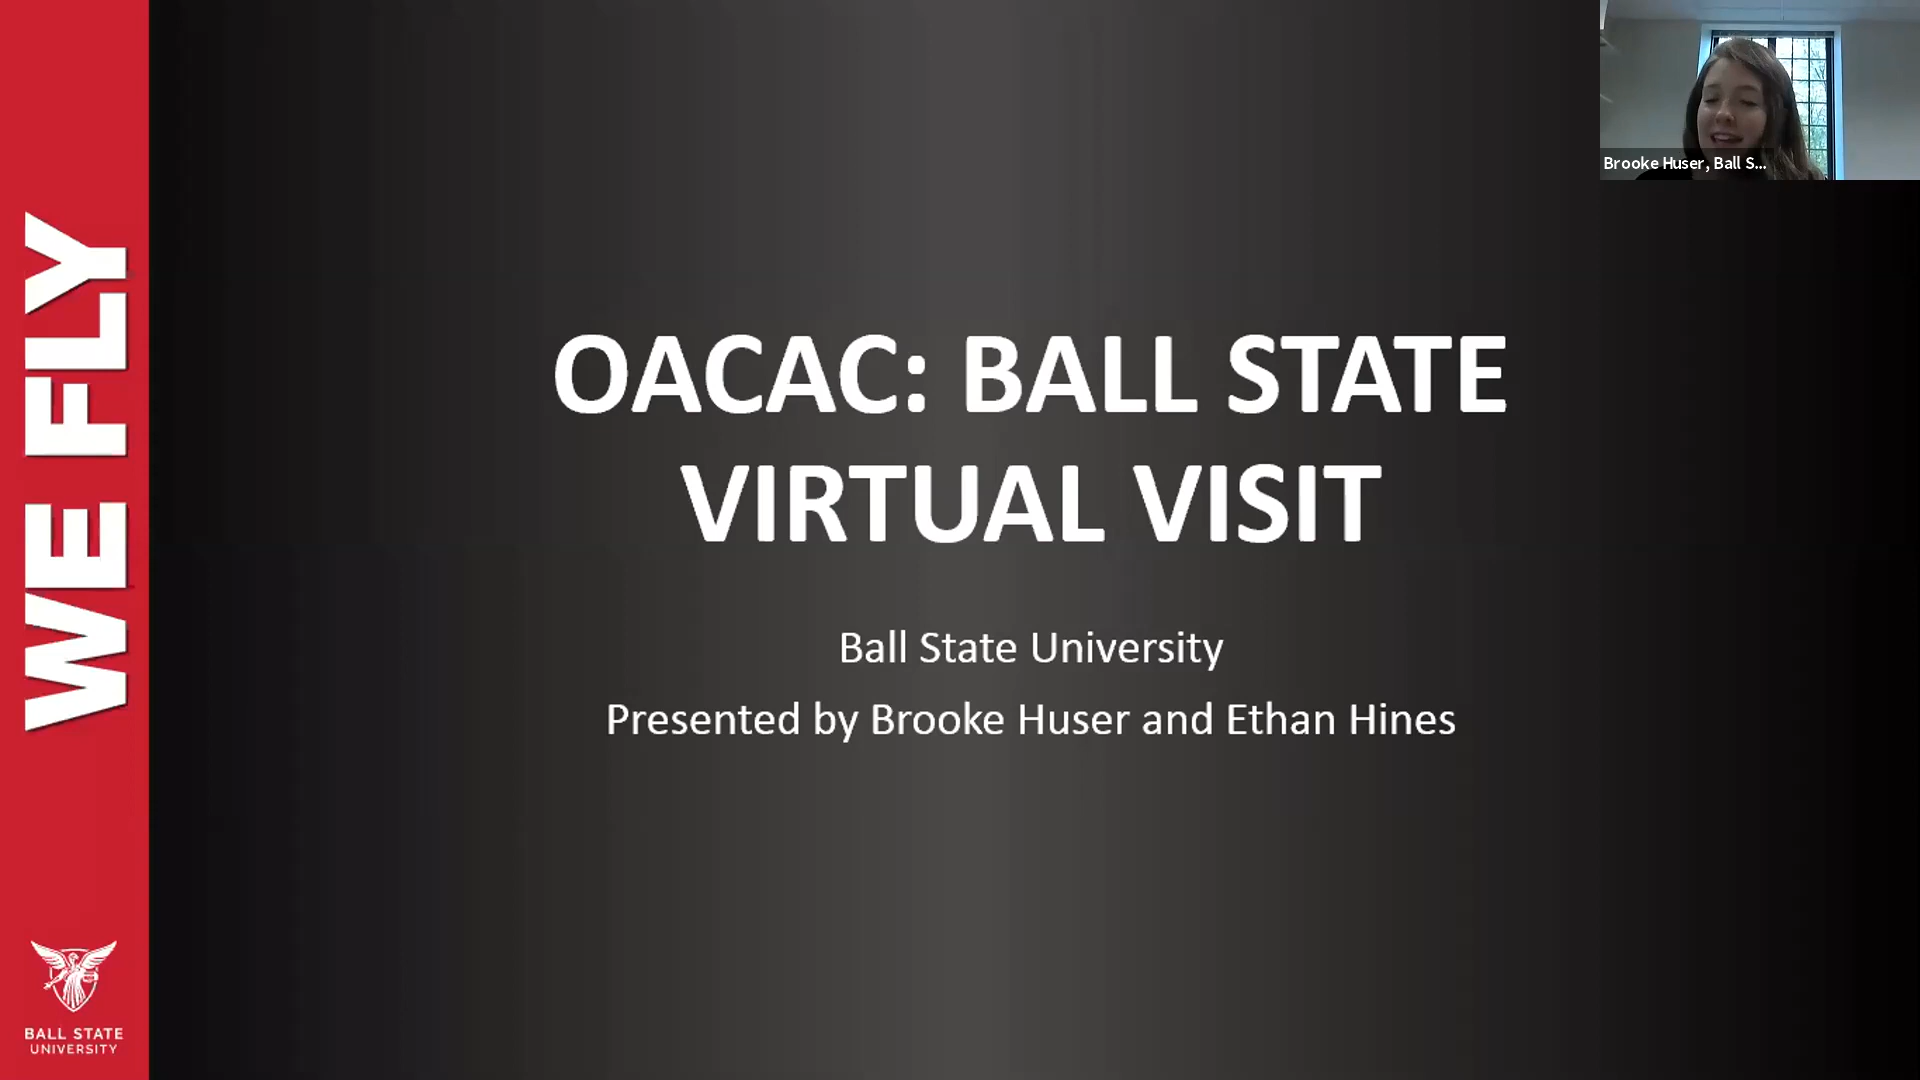 WE FLY
OACAC: BALL STATE
VIRTUAL VISIT
Ball State University
Presented by Brooke Huser and Ethan Hines
Brooke Huser, Ball S...
BALL STATE
UNIVERSITY